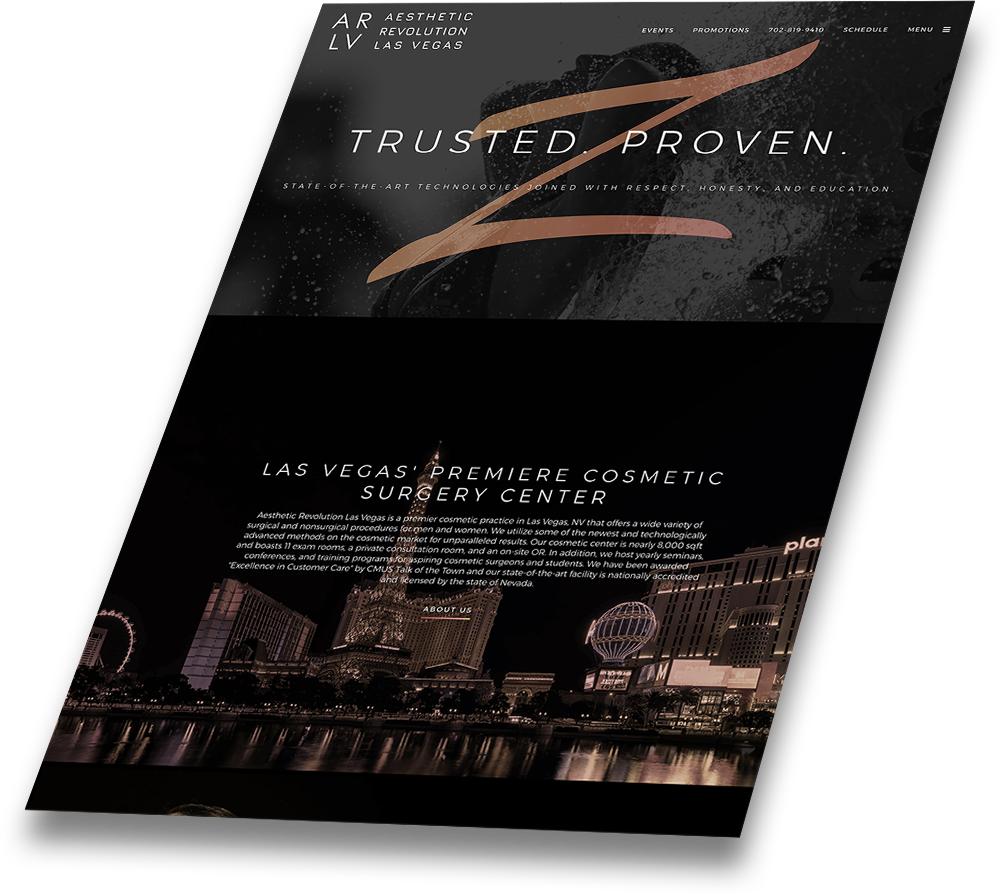 AR AESTHETIC
LV REVOLUTION
LAS VEGAS
EVENTS PROMOTIONS 702-819-9410 SCHEDULE MENU
TRUSTED. PROVEN.
STATE-OF-THE-ART TECHNOLOGIES JOINED WITH RESPECT, HONESTY, AND EDUCATION.
LAS VEGAS' PREMIERE COSMETIC
SURGERY CENTER
Aesthetic Revolution Las Vegas is a premier cosmetic practice in Las Vegas, NV that offers a wide variety of
surgical and nonsurgical procedures for men and women. We utilize some of the newest and technologically
advanced methods on the cosmetic market for unparalleled results. Our cosmetic center is nearly 8,000 sqft
and boasts 11 exam rooms, a private consultation room, and an on-site OR. In addition, we host yearly seminars,
conferences, and training programs for aspiring cosmetic surgeons and students. We have been awarded
"Excellence in Customer Care" by CMUS Talk of the Town and our state-of-the-art facility is nationally accredited
and licensed by the state of Nevada.
ABOUT US